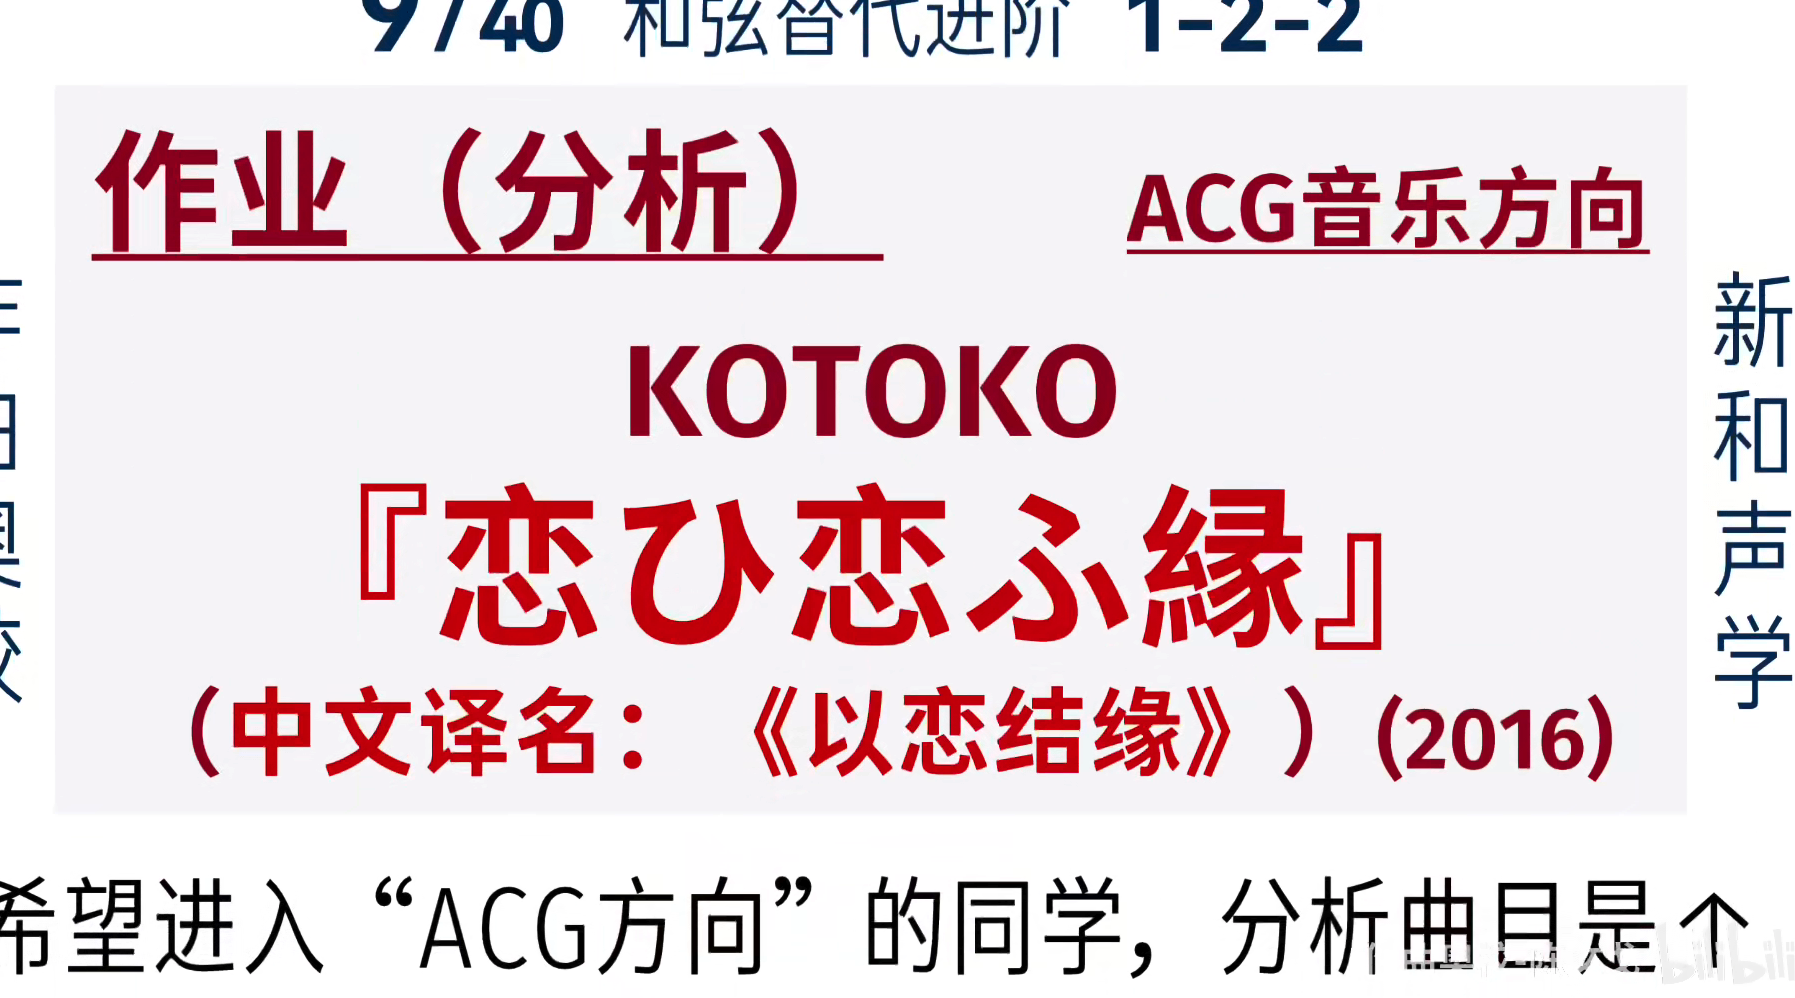 9/40 和弦替代进阶 1-2-2
作业（分析）
ACG音乐方向
KOTOKO
『恋ひ恋ふ縁』
（中文译名：《以恋结缘》）(2016)
新和声学
希望进入“ACG方向”的同学，分析曲目是↑
bilibili